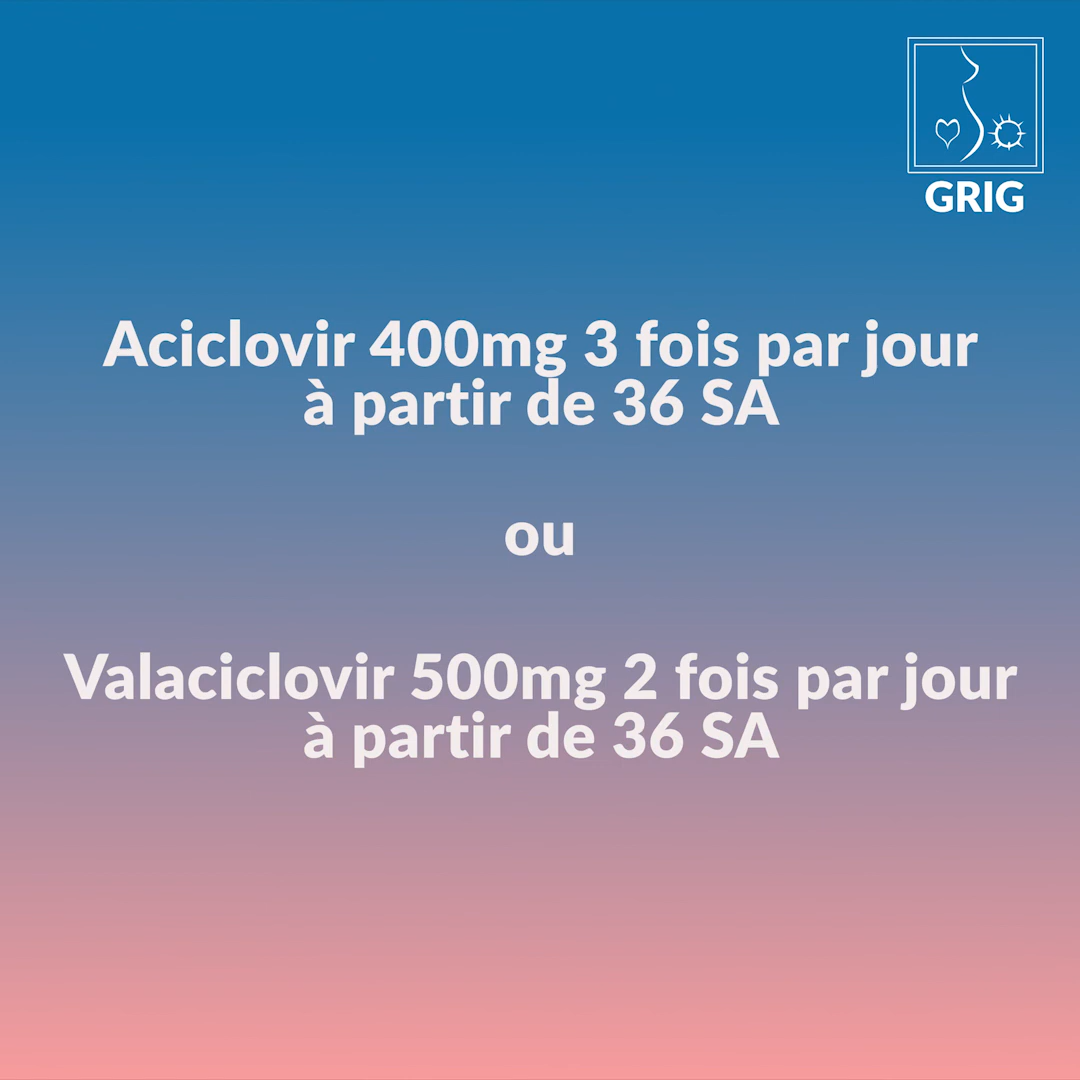 GRIG
Aciclovir 400mg 3 fois par jour
à partir de 36 SA
ou
Valaciclovir 500mg 2 fois par jour
à partir de 36 SA